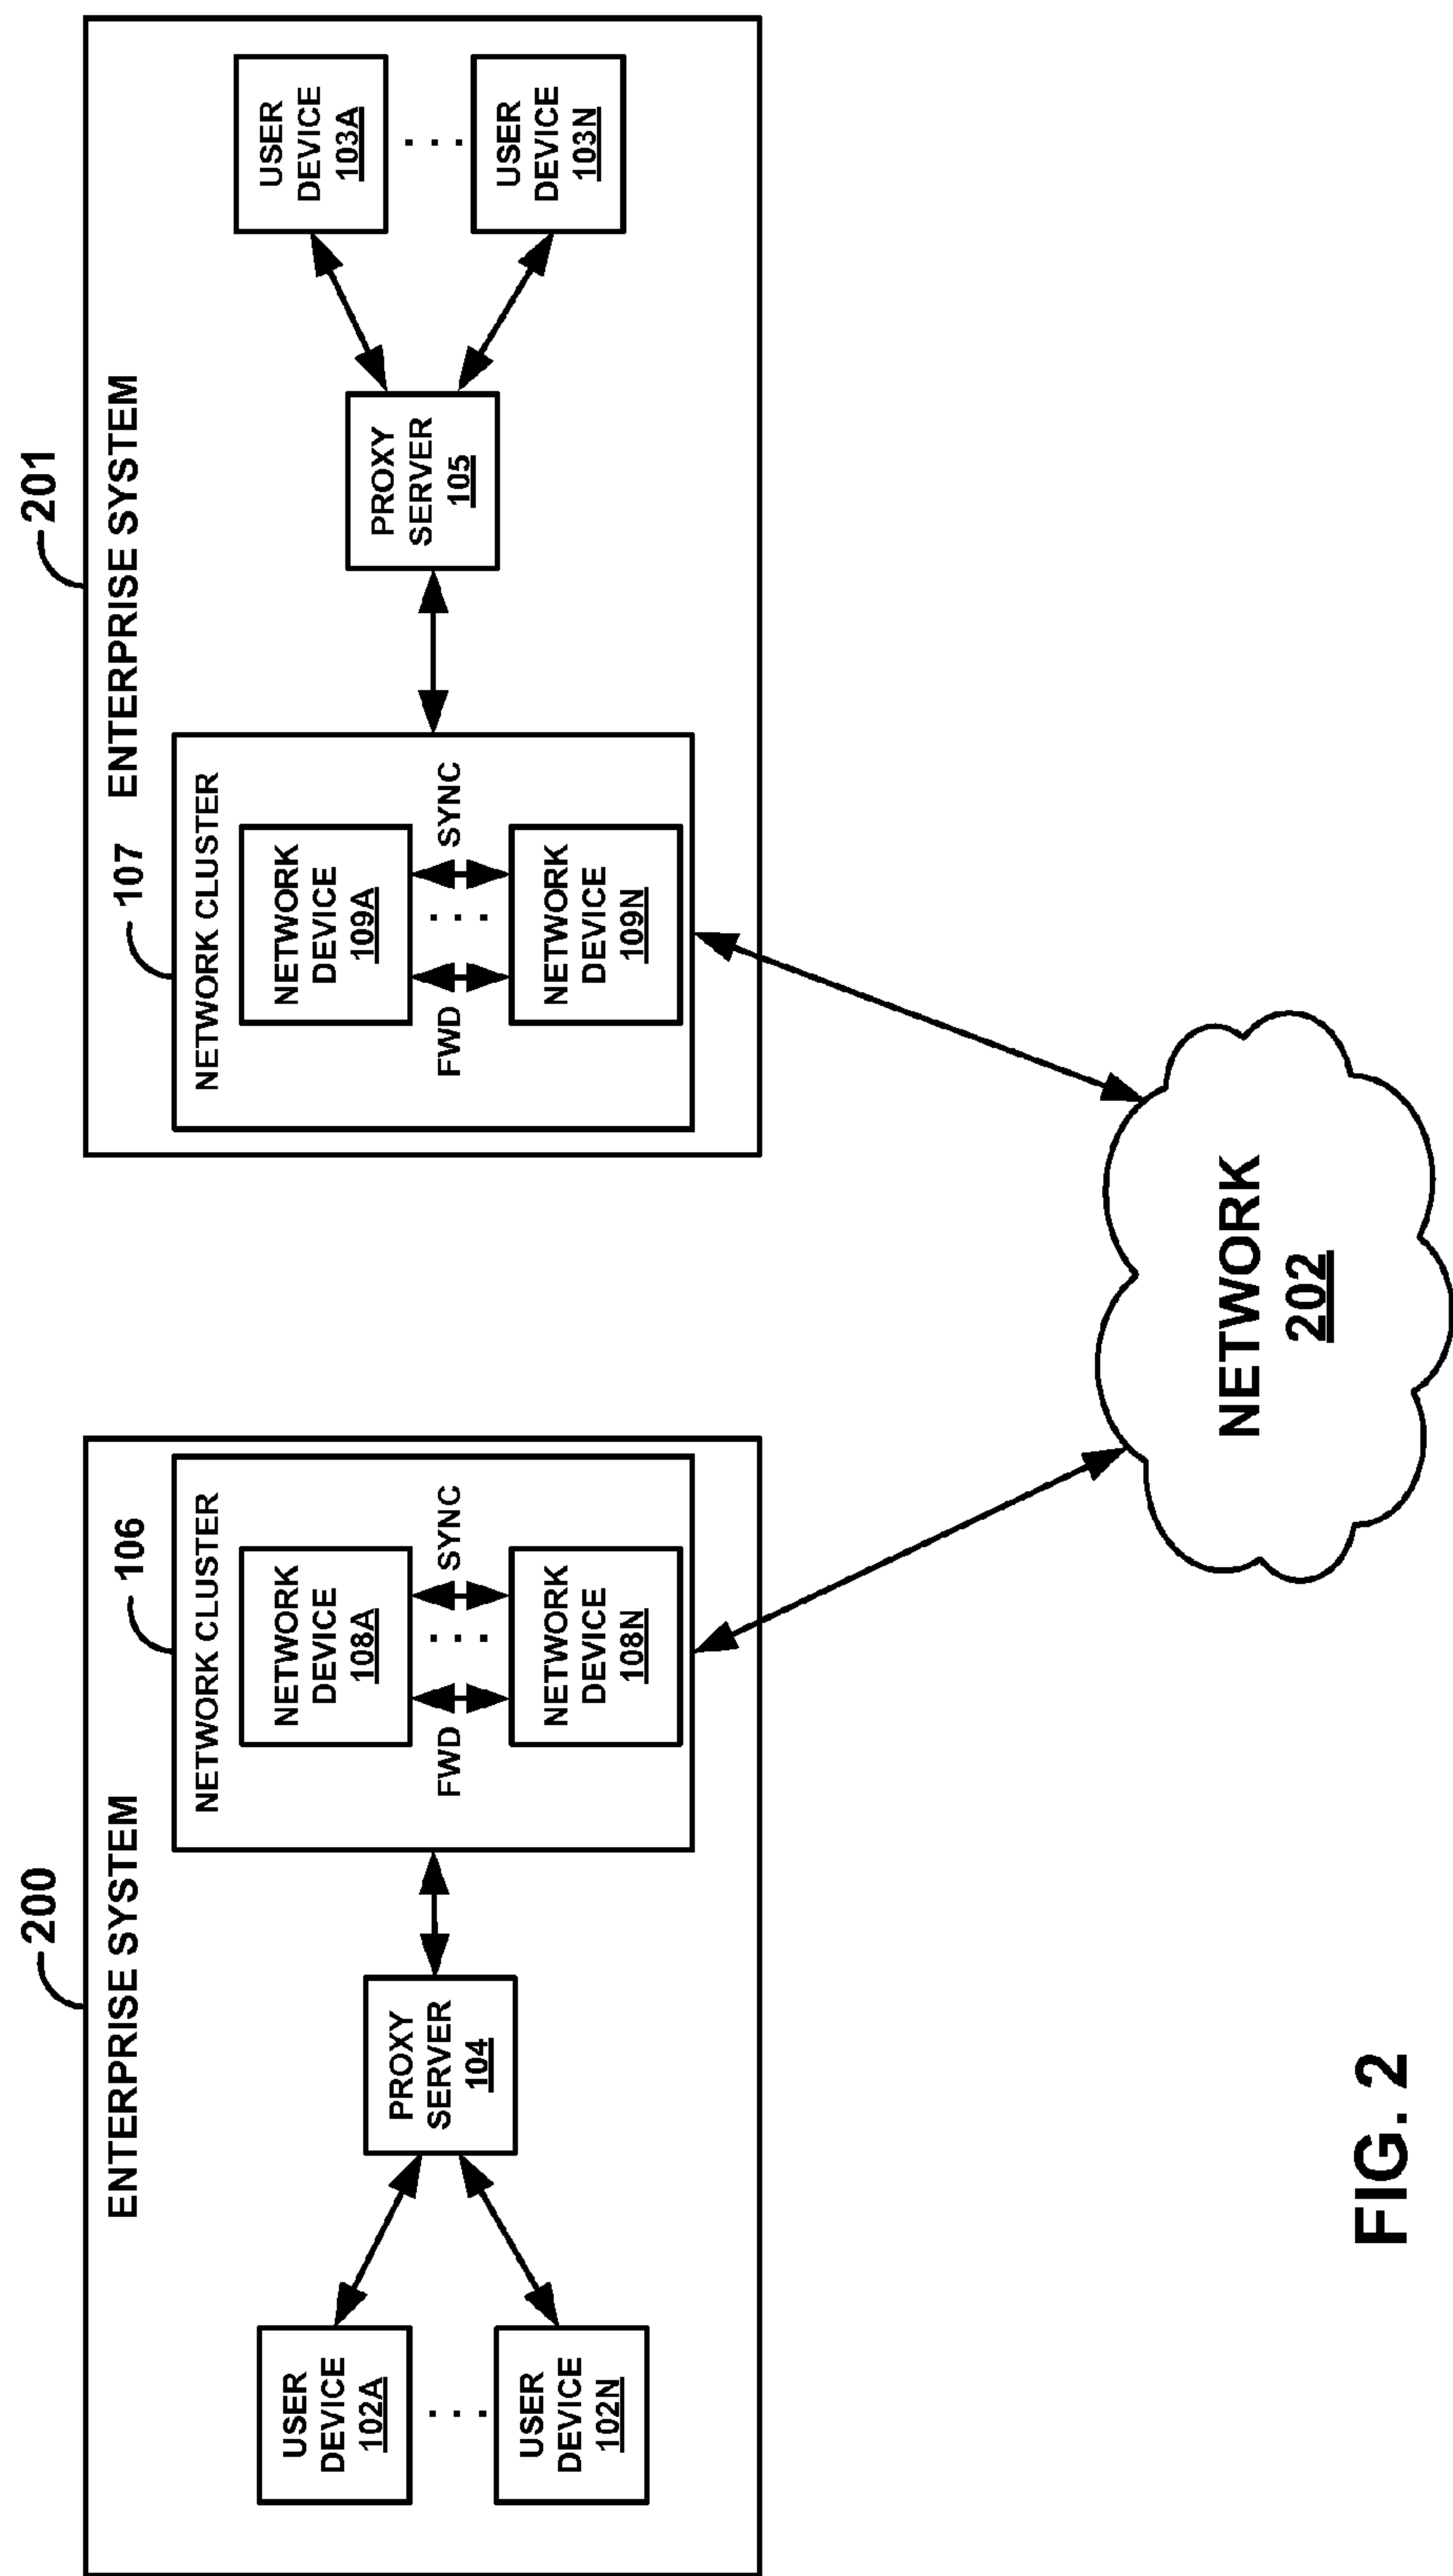 200
ENTERPRISE SYSTEM
106
NETWORK CLUSTER
USER
DEVICE
102A
. . .
USER
DEVICE
102N
PROXY
SERVER
104
NETWORK
DEVICE
108A
FWD
. . .
SYNC
NETWORK
DEVICE
108N
201
ENTERPRISE SYSTEM
107
NETWORK CLUSTER
NETWORK
DEVICE
109A
FWD
. . .
SYNC
NETWORK
DEVICE
109N
PROXY
SERVER
105
USER
DEVICE
103A
. . .
USER
DEVICE
103N
NETWORK
202
FIG. 2